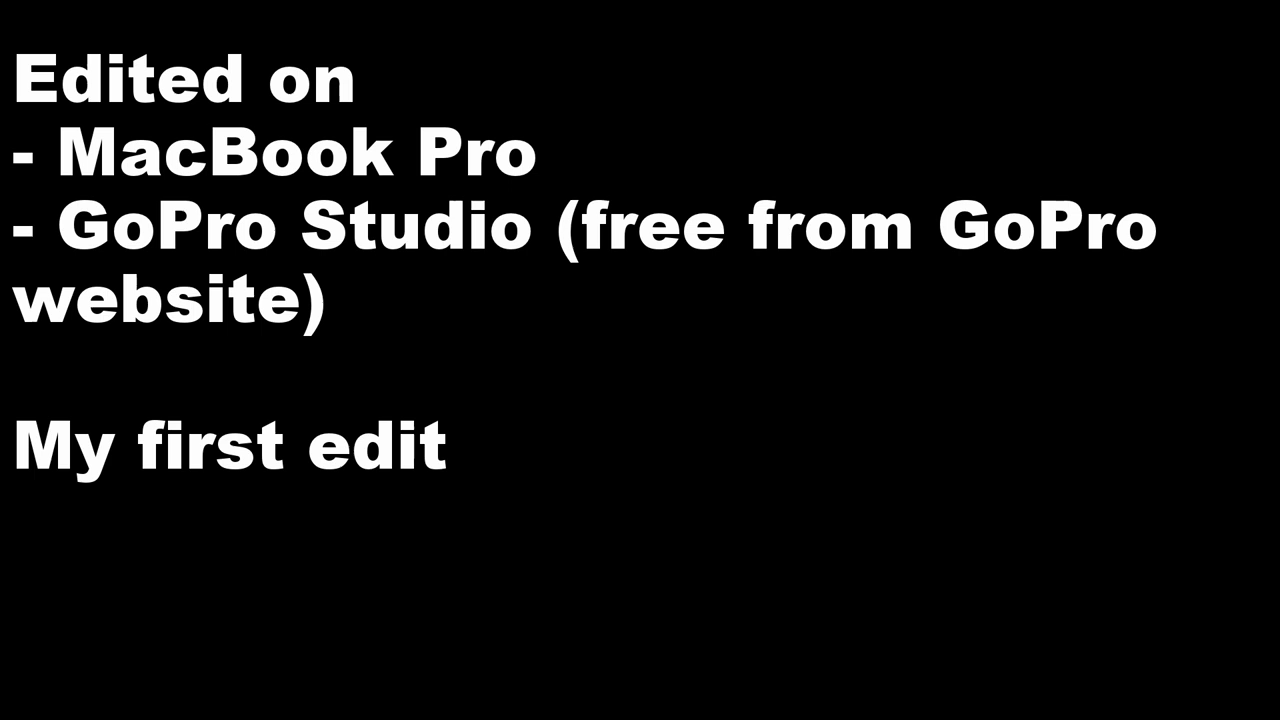 Edited on
- MacBook Pro
- GoPro Studio (free from GoPro
website)
My first edit